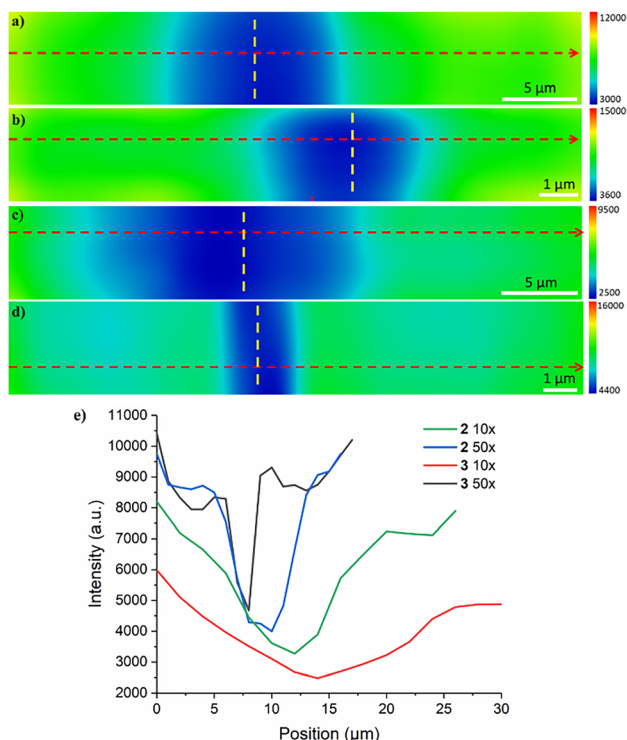 a)
12000
5 µm
3000
b)
15000
1 µm
3600
c)
9500
5 µm
2500
d)
16000
1 µm
4400
e)
11000
10000
9000
8000
7000
6000
5000
4000
3000
2000
Intensity (a.u.)
2 10x
2 50x
3 10x
3 50x
0 5 10 15 20 25 30
Position (µm)